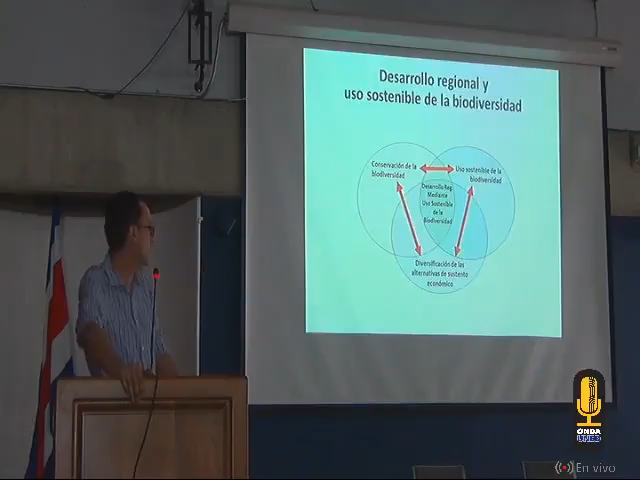 Desarrollo regional y
uso sostenible de la biodiversidad
Conservación de la
biodiversidad
Uso sostenible de la
biodiversidad
Desarrollo Reg
Mediante
Uso Sostenible
de la
Biodiversidad
Diversificación de las
alternativas de sustento
económico
ONDA
UNED
En vivo